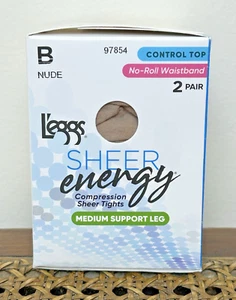 B
NUDE
97854
CONTROL TOP
No-Roll Waistband
2 PAIR
L'eggs
SHEER
energy
Compression
Sheer Tights
MEDIUM SUPPORT LEG